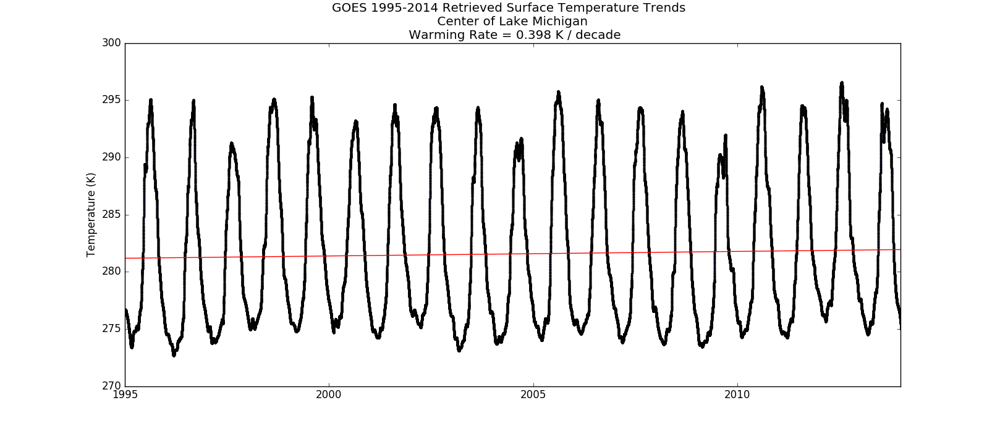 GOES 1995-2014 Retrieved Surface Temperature Trends
Center of Lake Michigan
Warming Rate = 0.398 K / decade
300
295
290
285
280
275
270
Temperature (K)
1995 2000 2005 2010